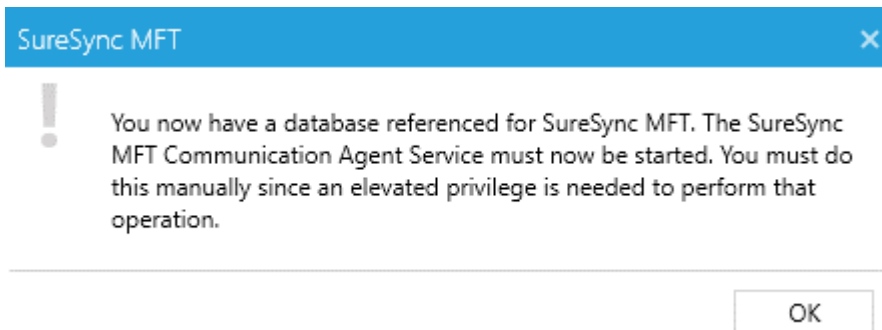 SureSync MFT
You now have a database referenced for SureSync MFT. The SureSync
MFT Communication Agent Service must now be started. You must do
this manually since an elevated privilege is needed to perform that
operation.
OK